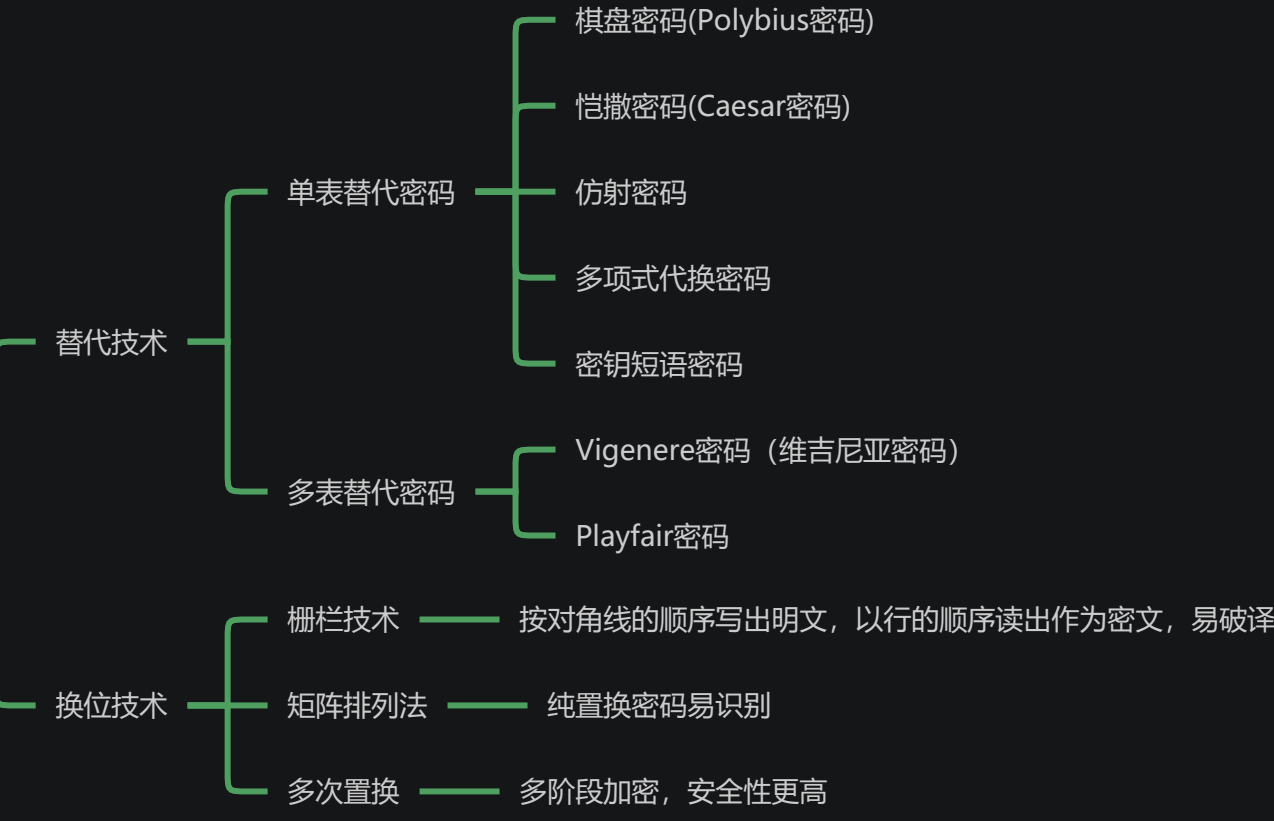 棋盘密码(Polybius密码)
恺撒密码(Caesar密码)
单表替代密码
仿射密码
多项式代换密码
替代技术
密钥短语密码
Vigenere密码（维吉尼亚密码）
多表替代密码
Playfair密码
栅栏技术
按对角线的顺序写出明文，以行的顺序读出作为密文，易破译
换位技术
矩阵排列法
纯置换密码易识别
多次置换
多阶段加密，安全性更高